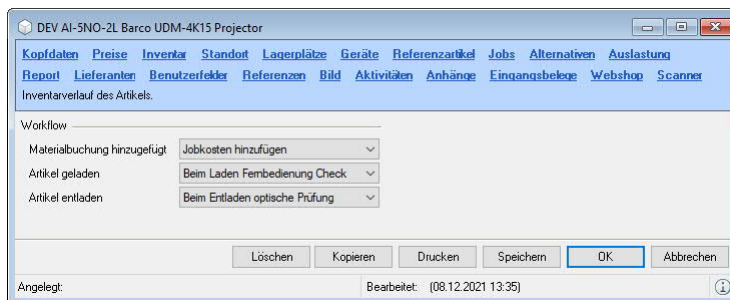 DEV AI-5NO-2L Barco UDM-4K15 Projector
Kopfdaten Preise Inventar Standort Lagerplätze Geräte Referenzartikel Jobs Alternativen Auslastung
Report Lieferanten Benutzerfelder Referenzen Bild Aktivitäten Anhänge Eingangsbelege Webshop Scanner
Inventarverlauf des Artikels.
Workflow
Materialbuchung hinzugefügt Jobkosten hinzufügen
Artikel geladen Beim Laden Fernbedienung Check
Artikel entladen Beim Entladen optische Prüfung
Löschen Kopieren Drucken Speichern OK Abbrechen
Angelegt: Bearbeitet: (08.12.2021 13:35)